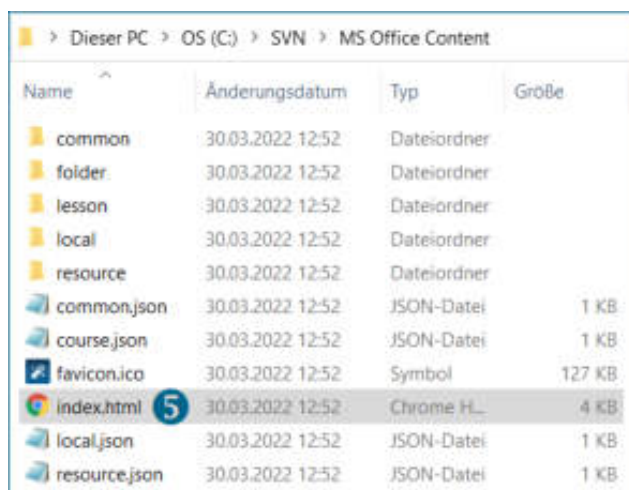 > Dieser PC > OS (C:) > SVN > MS Office Content
Name Änderungsdatum Typ Größe
common 30.03.2022 12:52 Dateiordner
folder 30.03.2022 12:52 Dateiordner
lesson 30.03.2022 12:52 Dateiordner
local 30.03.2022 12:52 Dateiordner
resource 30.03.2022 12:52 Dateiordner
common.json 30.03.2022 12:52 JSON-Datei 1 KB
course.json 30.03.2022 12:52 JSON-Datei 1 KB
favicon.ico 30.03.2022 12:52 Symbol 127 KB
index.html 5 30.03.2022 12:52 Chrome H... 4 KB
local.json 30.03.2022 12:52 JSON-Datei 1 KB
resource.json 30.03.2022 12:52 JSON-Datei 1 KB